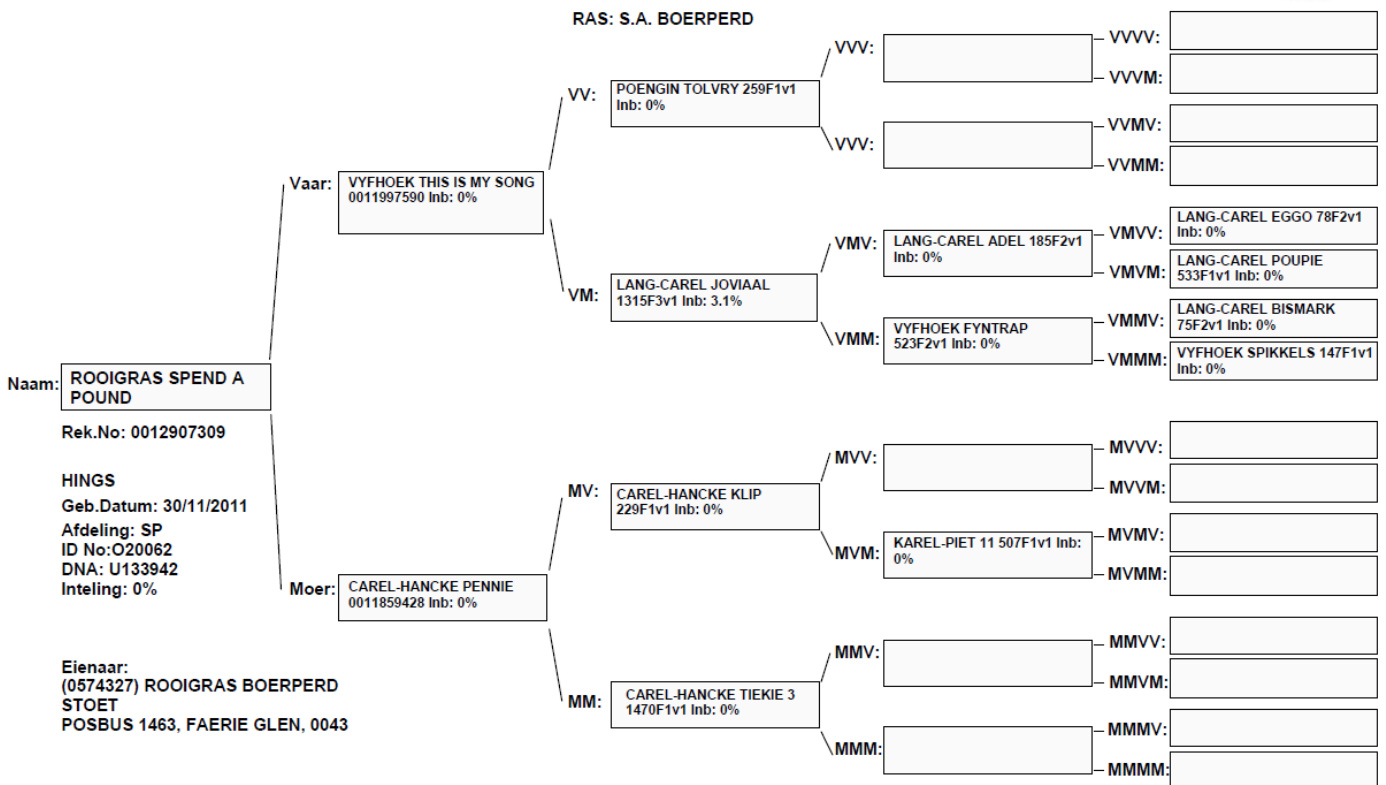 RAS: S.A. BOERPERD
Naam:
ROOIGRAS SPEND A
POUND
Rek.No: 0012907309
HINGS
Geb.Datum: 30/11/2011
Afdeling: SP
ID No:O20062
DNA: U133942
Inteling: 0%
Eienaar:
(0574327) ROOIGRAS BOERPERD
STOET
POSBUS 1463, FAERIE GLEN, 0043
Vaar:
VYFHOEK THIS IS MY SONG
0011997590 Inb: 0%
Moer:
CAREL-HANCKE PENNIE
0011859428 Inb: 0%
VV:
POENGIN TOLVRY 259F1v1
Inb: 0%
VM:
LANG-CAREL JOVIAAL
1315F3v1 Inb: 3.1%
MV:
CAREL-HANCKE KLIP
229F1v1 Inb: 0%
MM:
CAREL-HANCKE TIEKIE 3
1470F1v1 Inb: 0%
VVV:
VVV:
VMV:
LANG-CAREL ADEL 185F2v1
Inb: 0%
VMM:
VYFHOEK FYNTRAP
523F2v1 Inb: 0%
MVV:
MVM:
KAREL-PIET 11 507F1v1 Inb:
0%
MMV:
MMM:
VVVV:
VVVM:
VVMV:
VVMM:
VMVV:
LANG-CAREL EGGO 78F2v1
Inb: 0%
VMVM:
LANG-CAREL POUPIE
533F1v1 Inb: 0%
VMMV:
LANG-CAREL BISMARK
75F2v1 Inb: 0%
VMMM:
VYFHOEK SPIKKELS 147F1v1
Inb: 0%
MVVV:
MVVM:
MVMV:
MVMM:
MMVV:
MMVM:
MMMV:
MMMM: